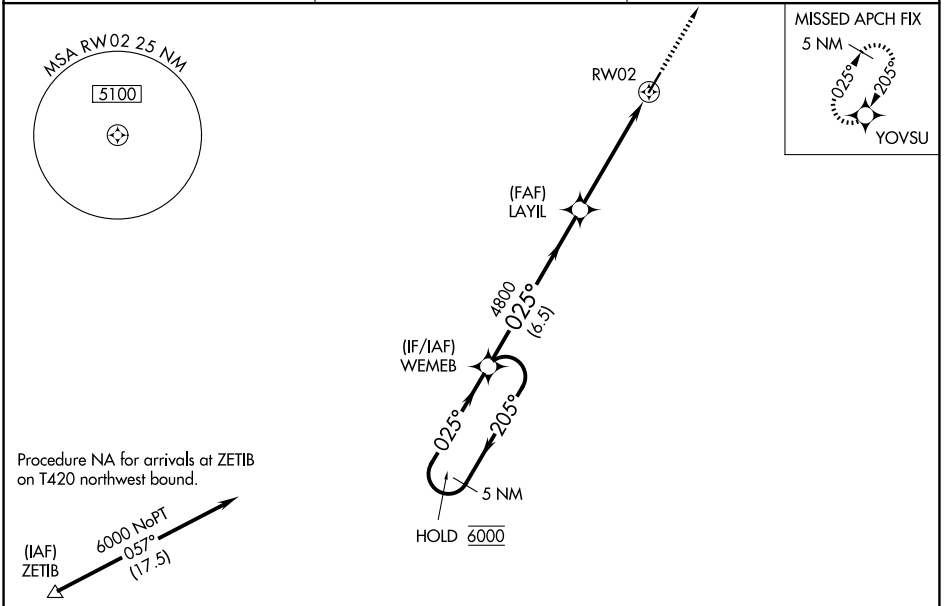 MSA RW02 25 NM
5100
RW02
MISSED APCH FIX
5 NM
025°
205°
YOVSU
(FAF)
LAYIL
4800
025°
(6.5)
(IF/IAF)
WEMEB
025°
205°
5 NM
HOLD 6000
Procedure NA for arrivals at ZETIB
on T420 northwest bound.
6000 NoPT
057°
(17.5)
(IAF)
ZETIB